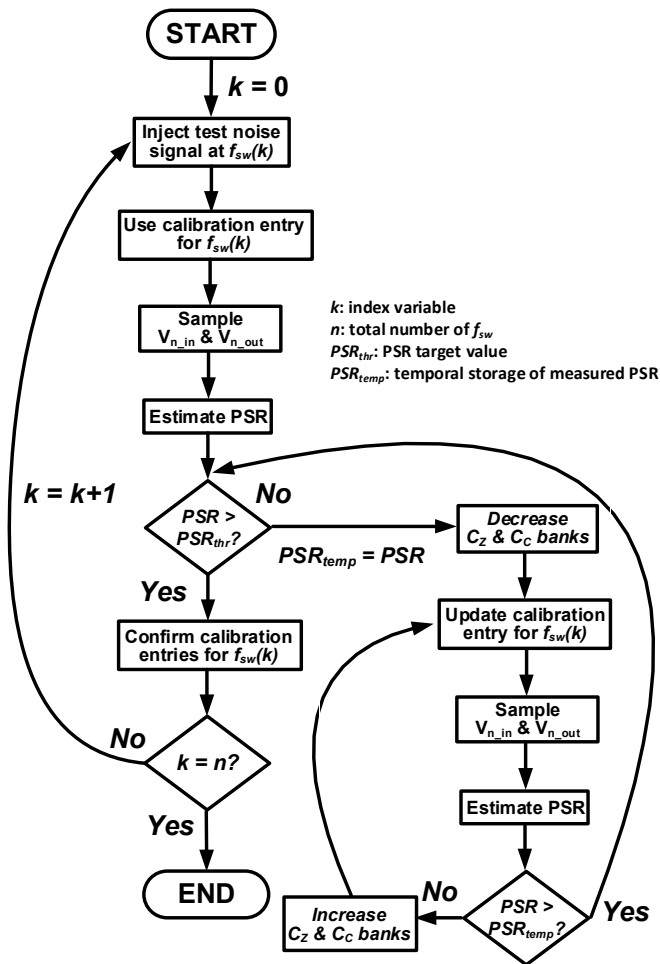 START
k = 0
Inject test noise
signal at fsw(k)
Use calibration entry
for fsw(k)
Sample
Vn_in & Vn_out
k: index variable
n: total number of fsw
PSRthr: PSR target value
PSRtemp: temporal storage of measured PSR
Estimate PSR
k = k+1
PSR >
PSRthr?
No
PSRtemp = PSR
Yes
Decrease
CZ & CC banks
Confirm calibration
entries for fsw(k)
Update calibration
entry for fsw(k)
Sample
Vn_in & Vn_out
No
k = n?
Yes
Estimate PSR
END
PSR >
PSRtemp?
No
Yes
Increase
CZ & CC banks